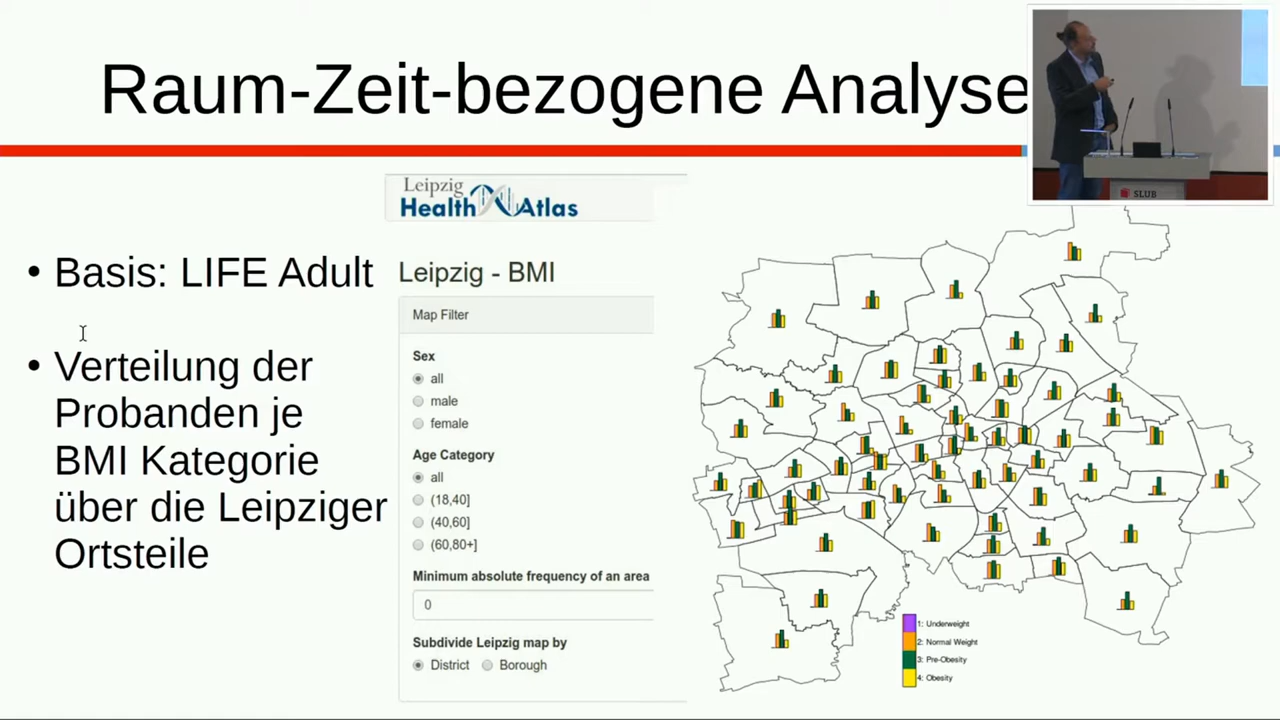 Raum-Zeit-bezogene Analyse
SLUB
Leipzig
Health Atlas
• Basis: LIFE Adult
• Verteilung der
Probanden je
BMI Kategorie
über die Leipziger
Ortsteile
Leipzig - BMI
Map Filter
Sex
all
male
female
Age Category
all
(18,40]
(40,60]
(60,80+]
Minimum absolute frequency of an area
0
Subdivide Leipzig map by
District Borough
1: Underweight
2: Normal Weight
3: Pre-Obesity
4: Obesity